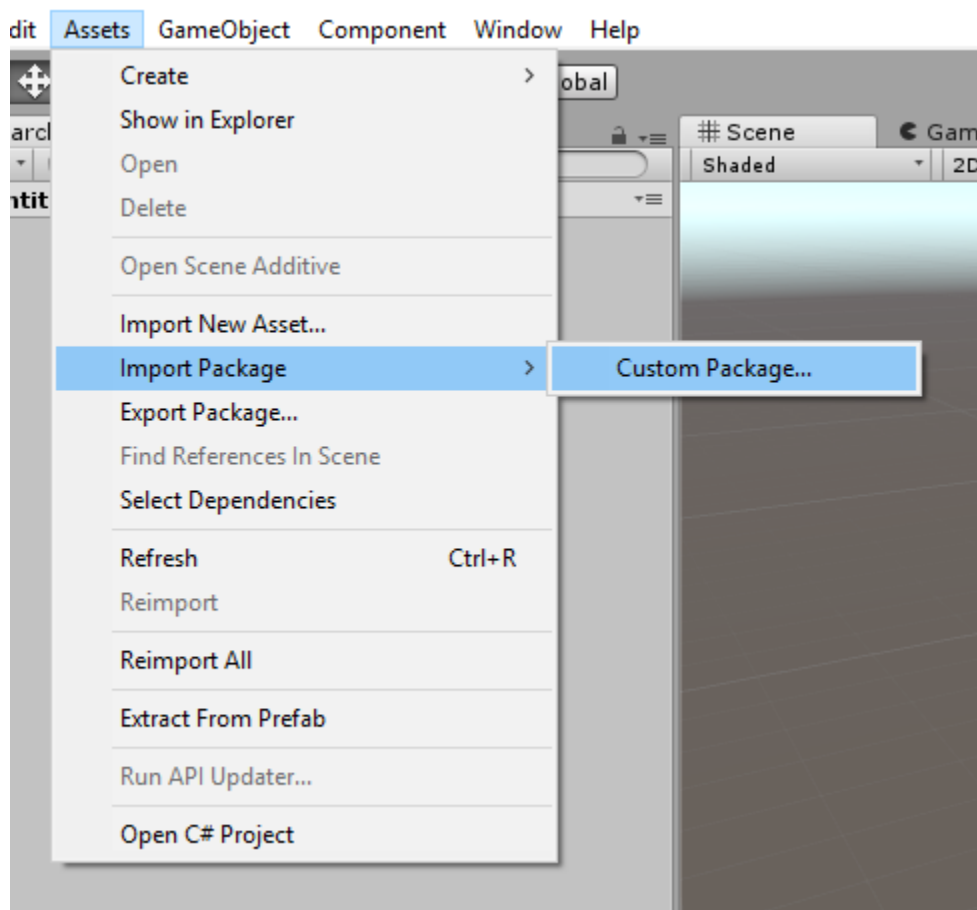 dit Assets GameObject Component Window Help
obal
arch
Scene
Gam
Shaded
2D
ntit
Create
Show in Explorer
Open
Delete
Open Scene Additive
Import New Asset...
Import Package
Custom Package...
Export Package...
Find References In Scene
Select Dependencies
Refresh Ctrl+R
Reimport
Reimport All
Extract From Prefab
Run API Updater...
Open C# Project